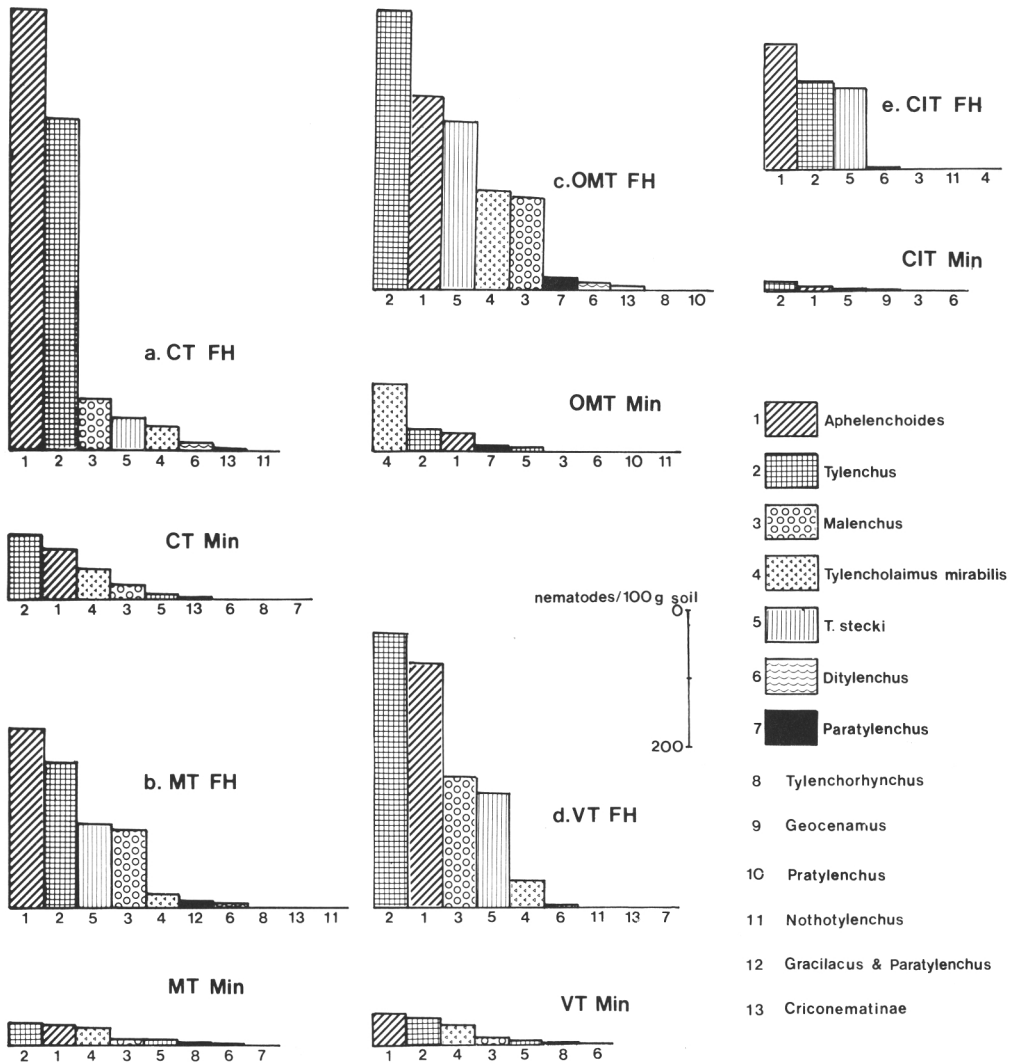 a. CT FH
1 2 3 5 4 6 13 11
CT Min
2 1 4 3 5 13 6 8 7
b. MT FH
1 2 5 3 4 12 6 8 13 11
MT Min
2 1 4 3 5 8 6 7
c.OMT FH
2 1 5 4 3 7 6 13 8 10
OMT Min
4 2 1 7 5 3 6 10 11
nematodes/100g soil
0
200
d.VT FH
2 1 3 5 4 6 11 13 7
VT Min
1 2 4 3 5 8 6
e. CIT FH
1 2 5 6 3 11 4
CIT Min
2 1 5 9 3 6
1 Aphelenchoides
2 Tylenchus
3 Malenchus
4 Tylencholaimus mirabilis
5 T. stecki
6 Ditylenchus
7 Paratylenchus
8 Tylenchorhynchus
9 Geocenamus
10 Pratylenchus
11 Nothotylenchus
12 Gracilacus & Paratylenchus
13 Criconematinae